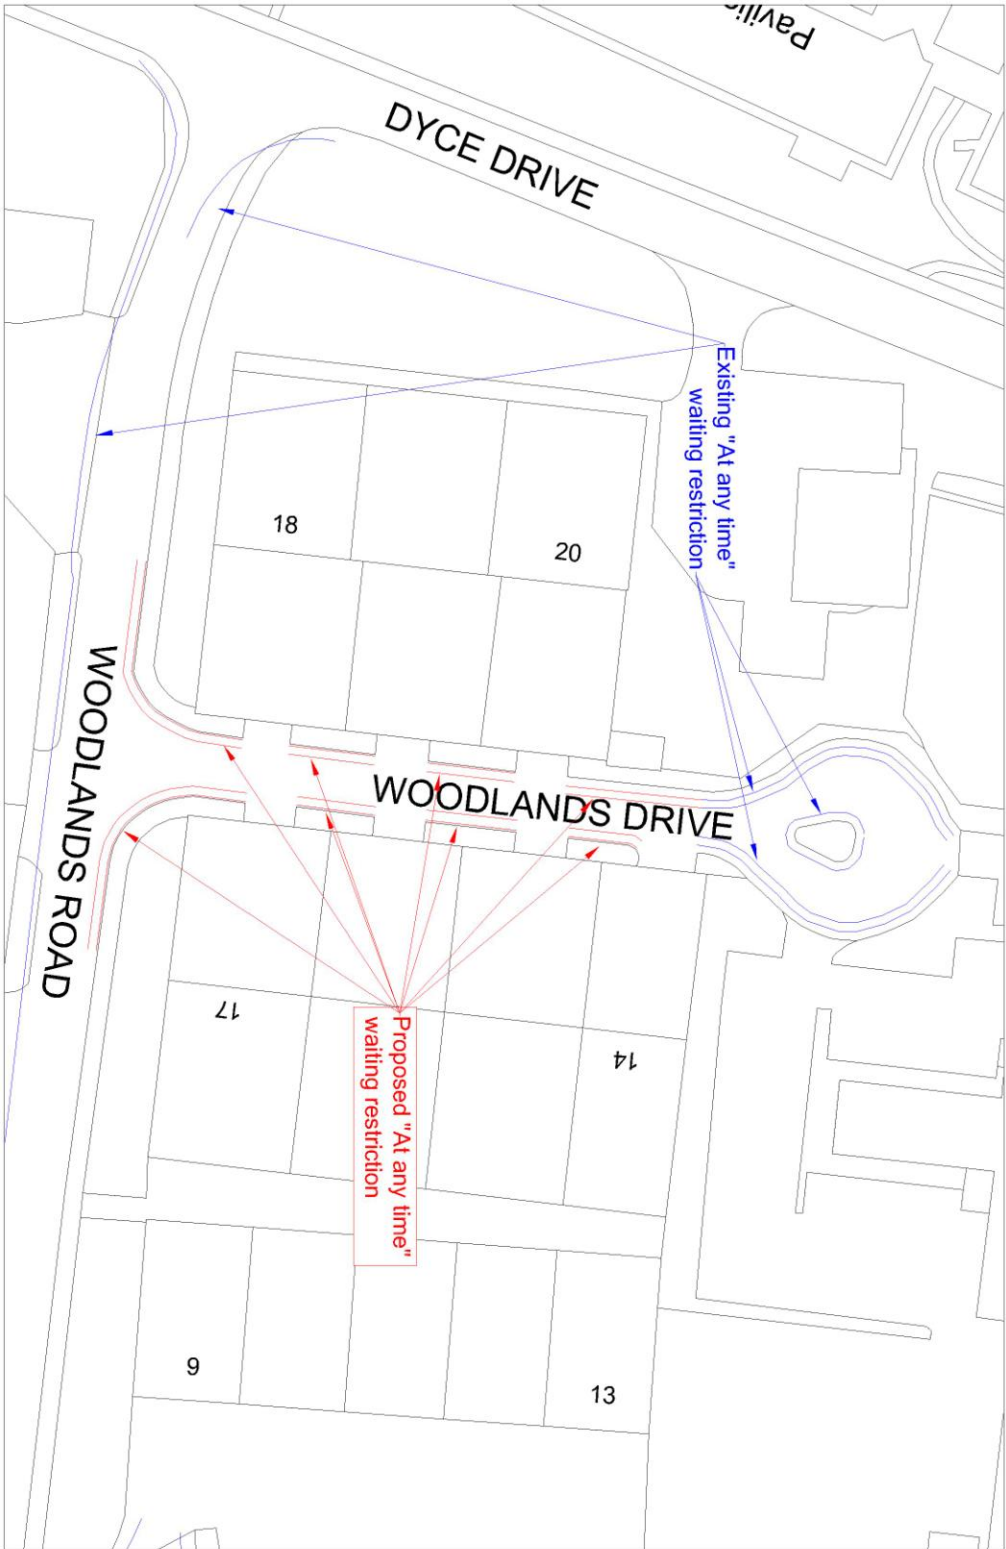 Pavilio
DYCE DRIVE
Existing "At any time"
waiting restriction
18
20
WOODLANDS ROAD
WOODLANDS DRIVE
17
14
Proposed "At any time"
waiting restriction
9
13